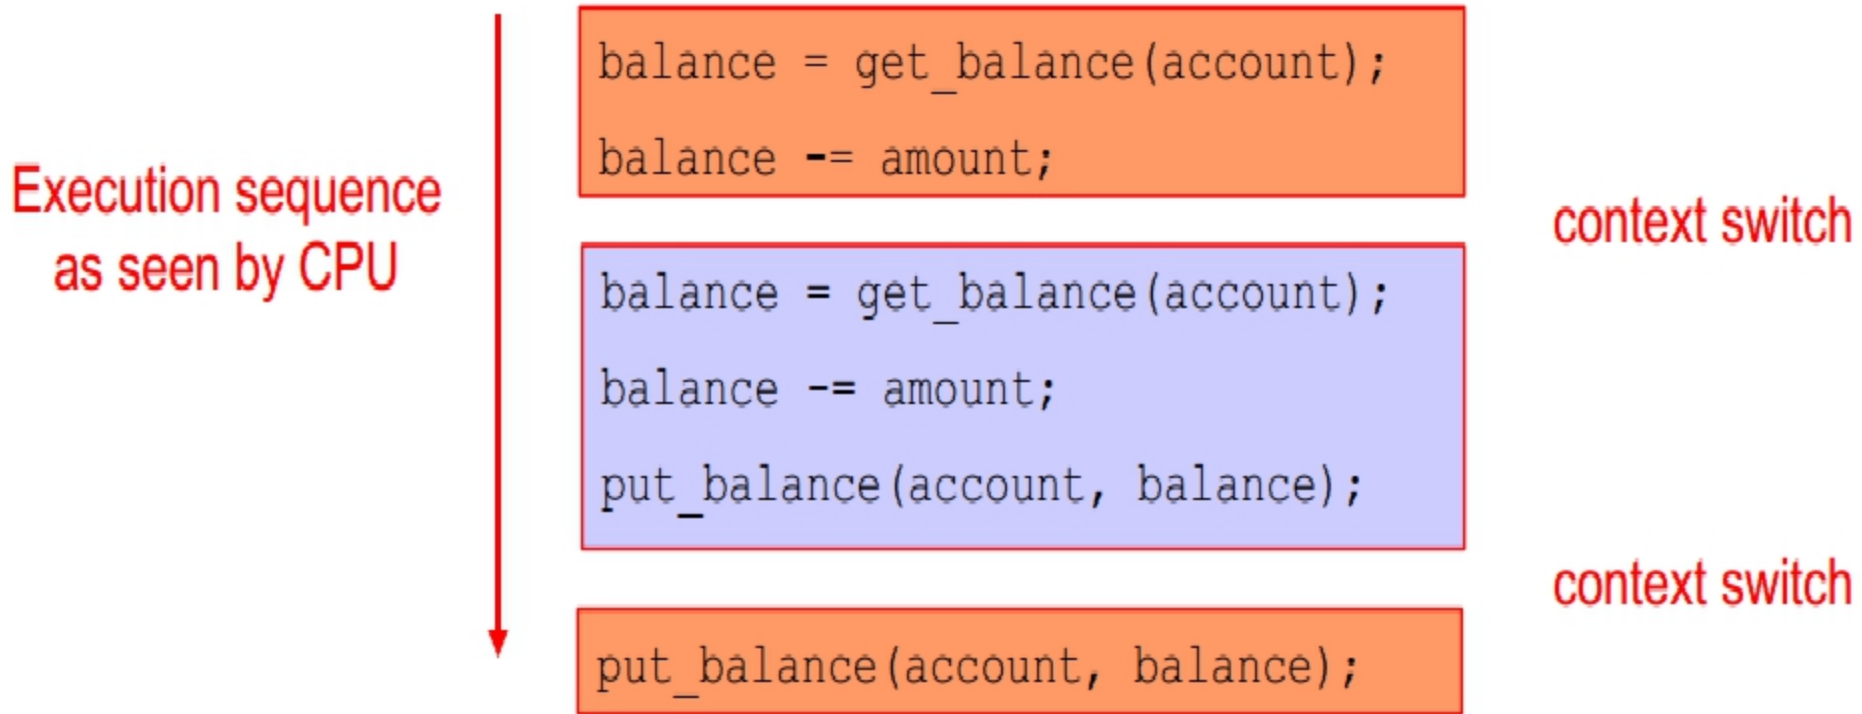 Execution sequence
as seen by CPU
balance = get_balance(account);
balance -= amount;
context switch
balance = get_balance(account);
balance -= amount;
put_balance(account, balance);
context switch
put_balance(account, balance);